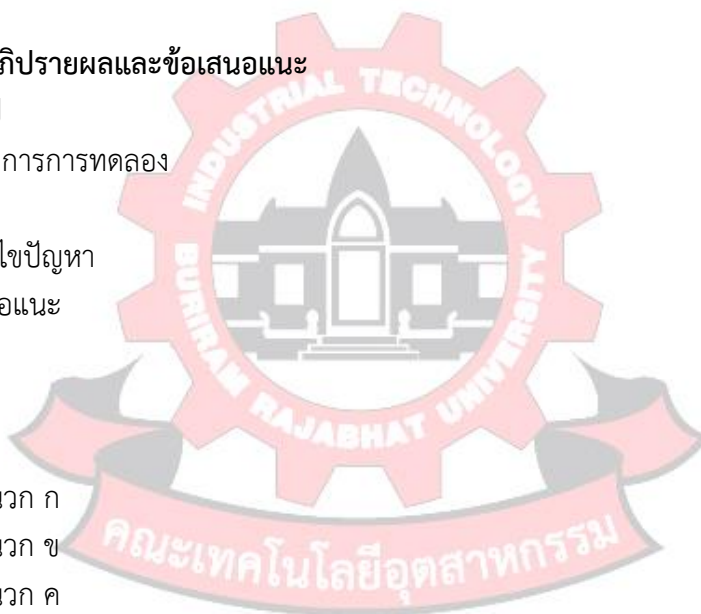 ภิปรายผลและข้อเสนอแนะ
การการทดลอง
ไขปัญหา
อแนะ
นวก ก
นวก ข
นวก ค
INDUSTRIAL TECHNOLOGY
BURIRAM RAJABHAT UNIVERSITY
คณะเทคโนโลยีอุตสาหกรรม